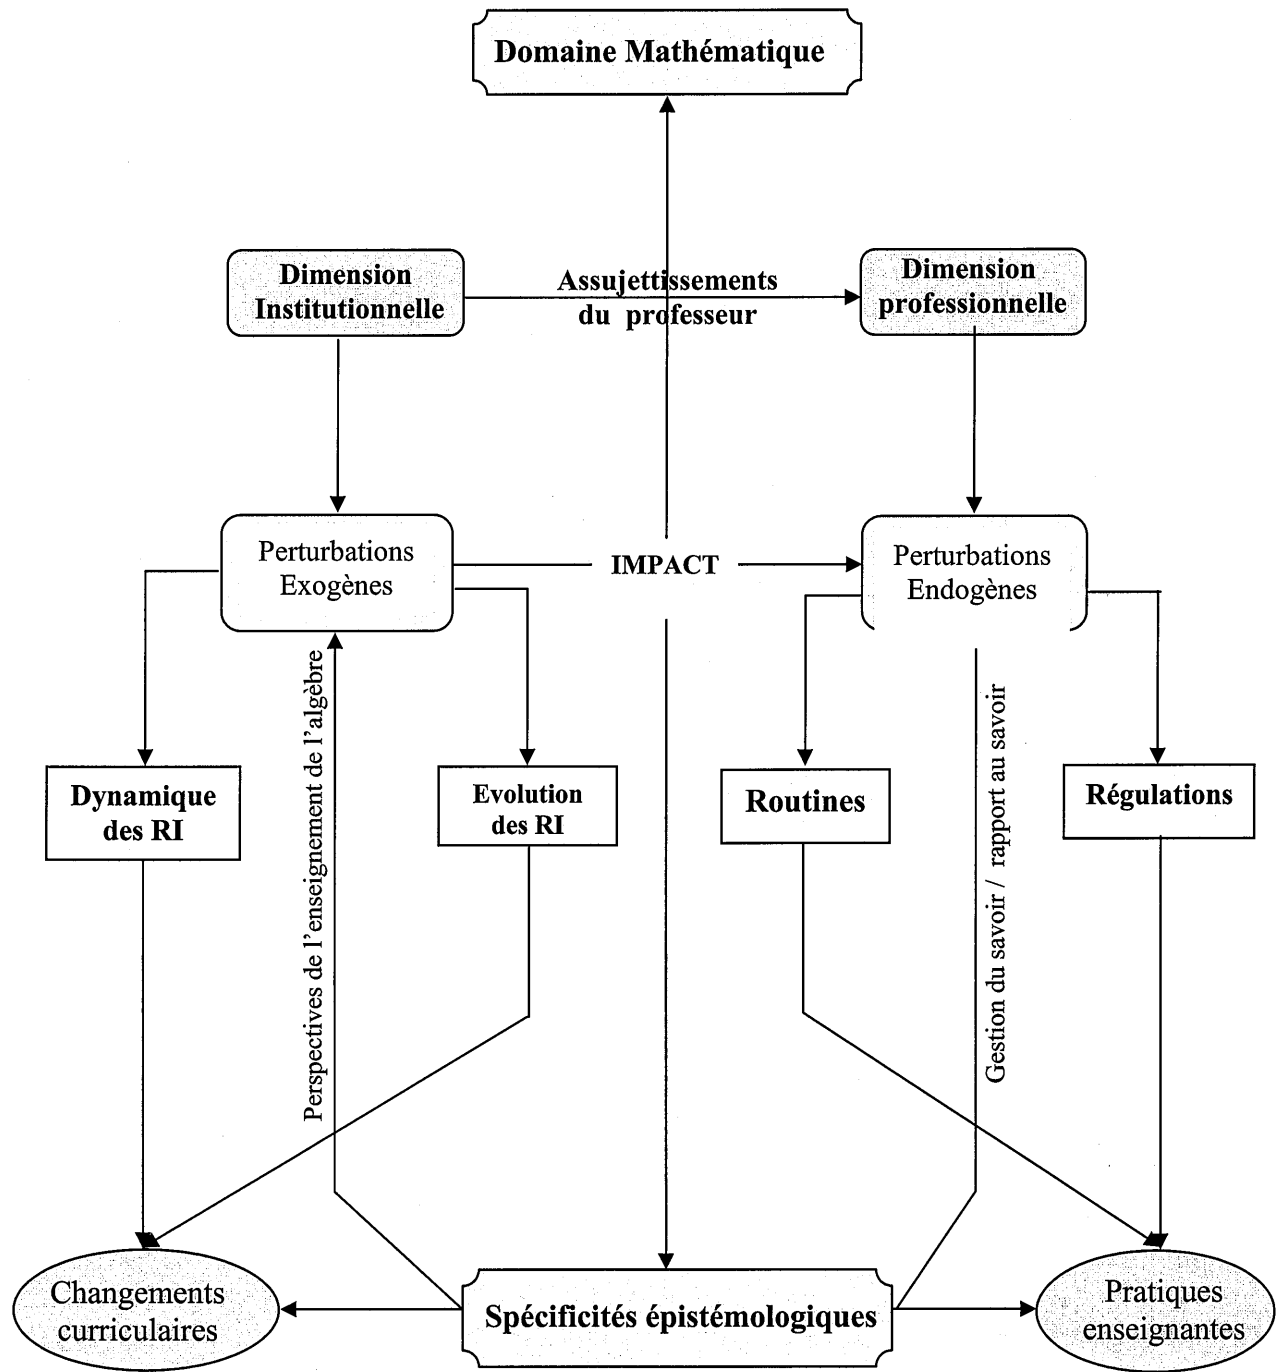 Domaine Mathématique
Dimension
Institutionnelle
Assujettissements
du professeur
Dimension
professionnelle
Perturbations
Exogènes
IMPACT
Perturbations
Endogènes
Perspectives de l'enseignement de l'algèbre
Gestion du savoir / rapport au savoir
Dynamique
des RI
Evolution
des RI
Routines
Régulations
Changements
curriculaires
Spécificités épistémologiques
Pratiques
enseignantes